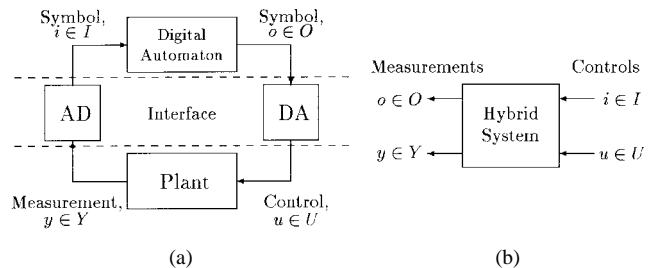 Symbol,
i ∈ I
Digital
Automaton
Symbol,
o ∈ O
AD
Interface
DA
Plant
Measurement,
y ∈ Y
Control,
u ∈ U
(a)
Measurements
Controls
o ∈ O
i ∈ I
Hybrid
System
y ∈ Y
u ∈ U
(b)